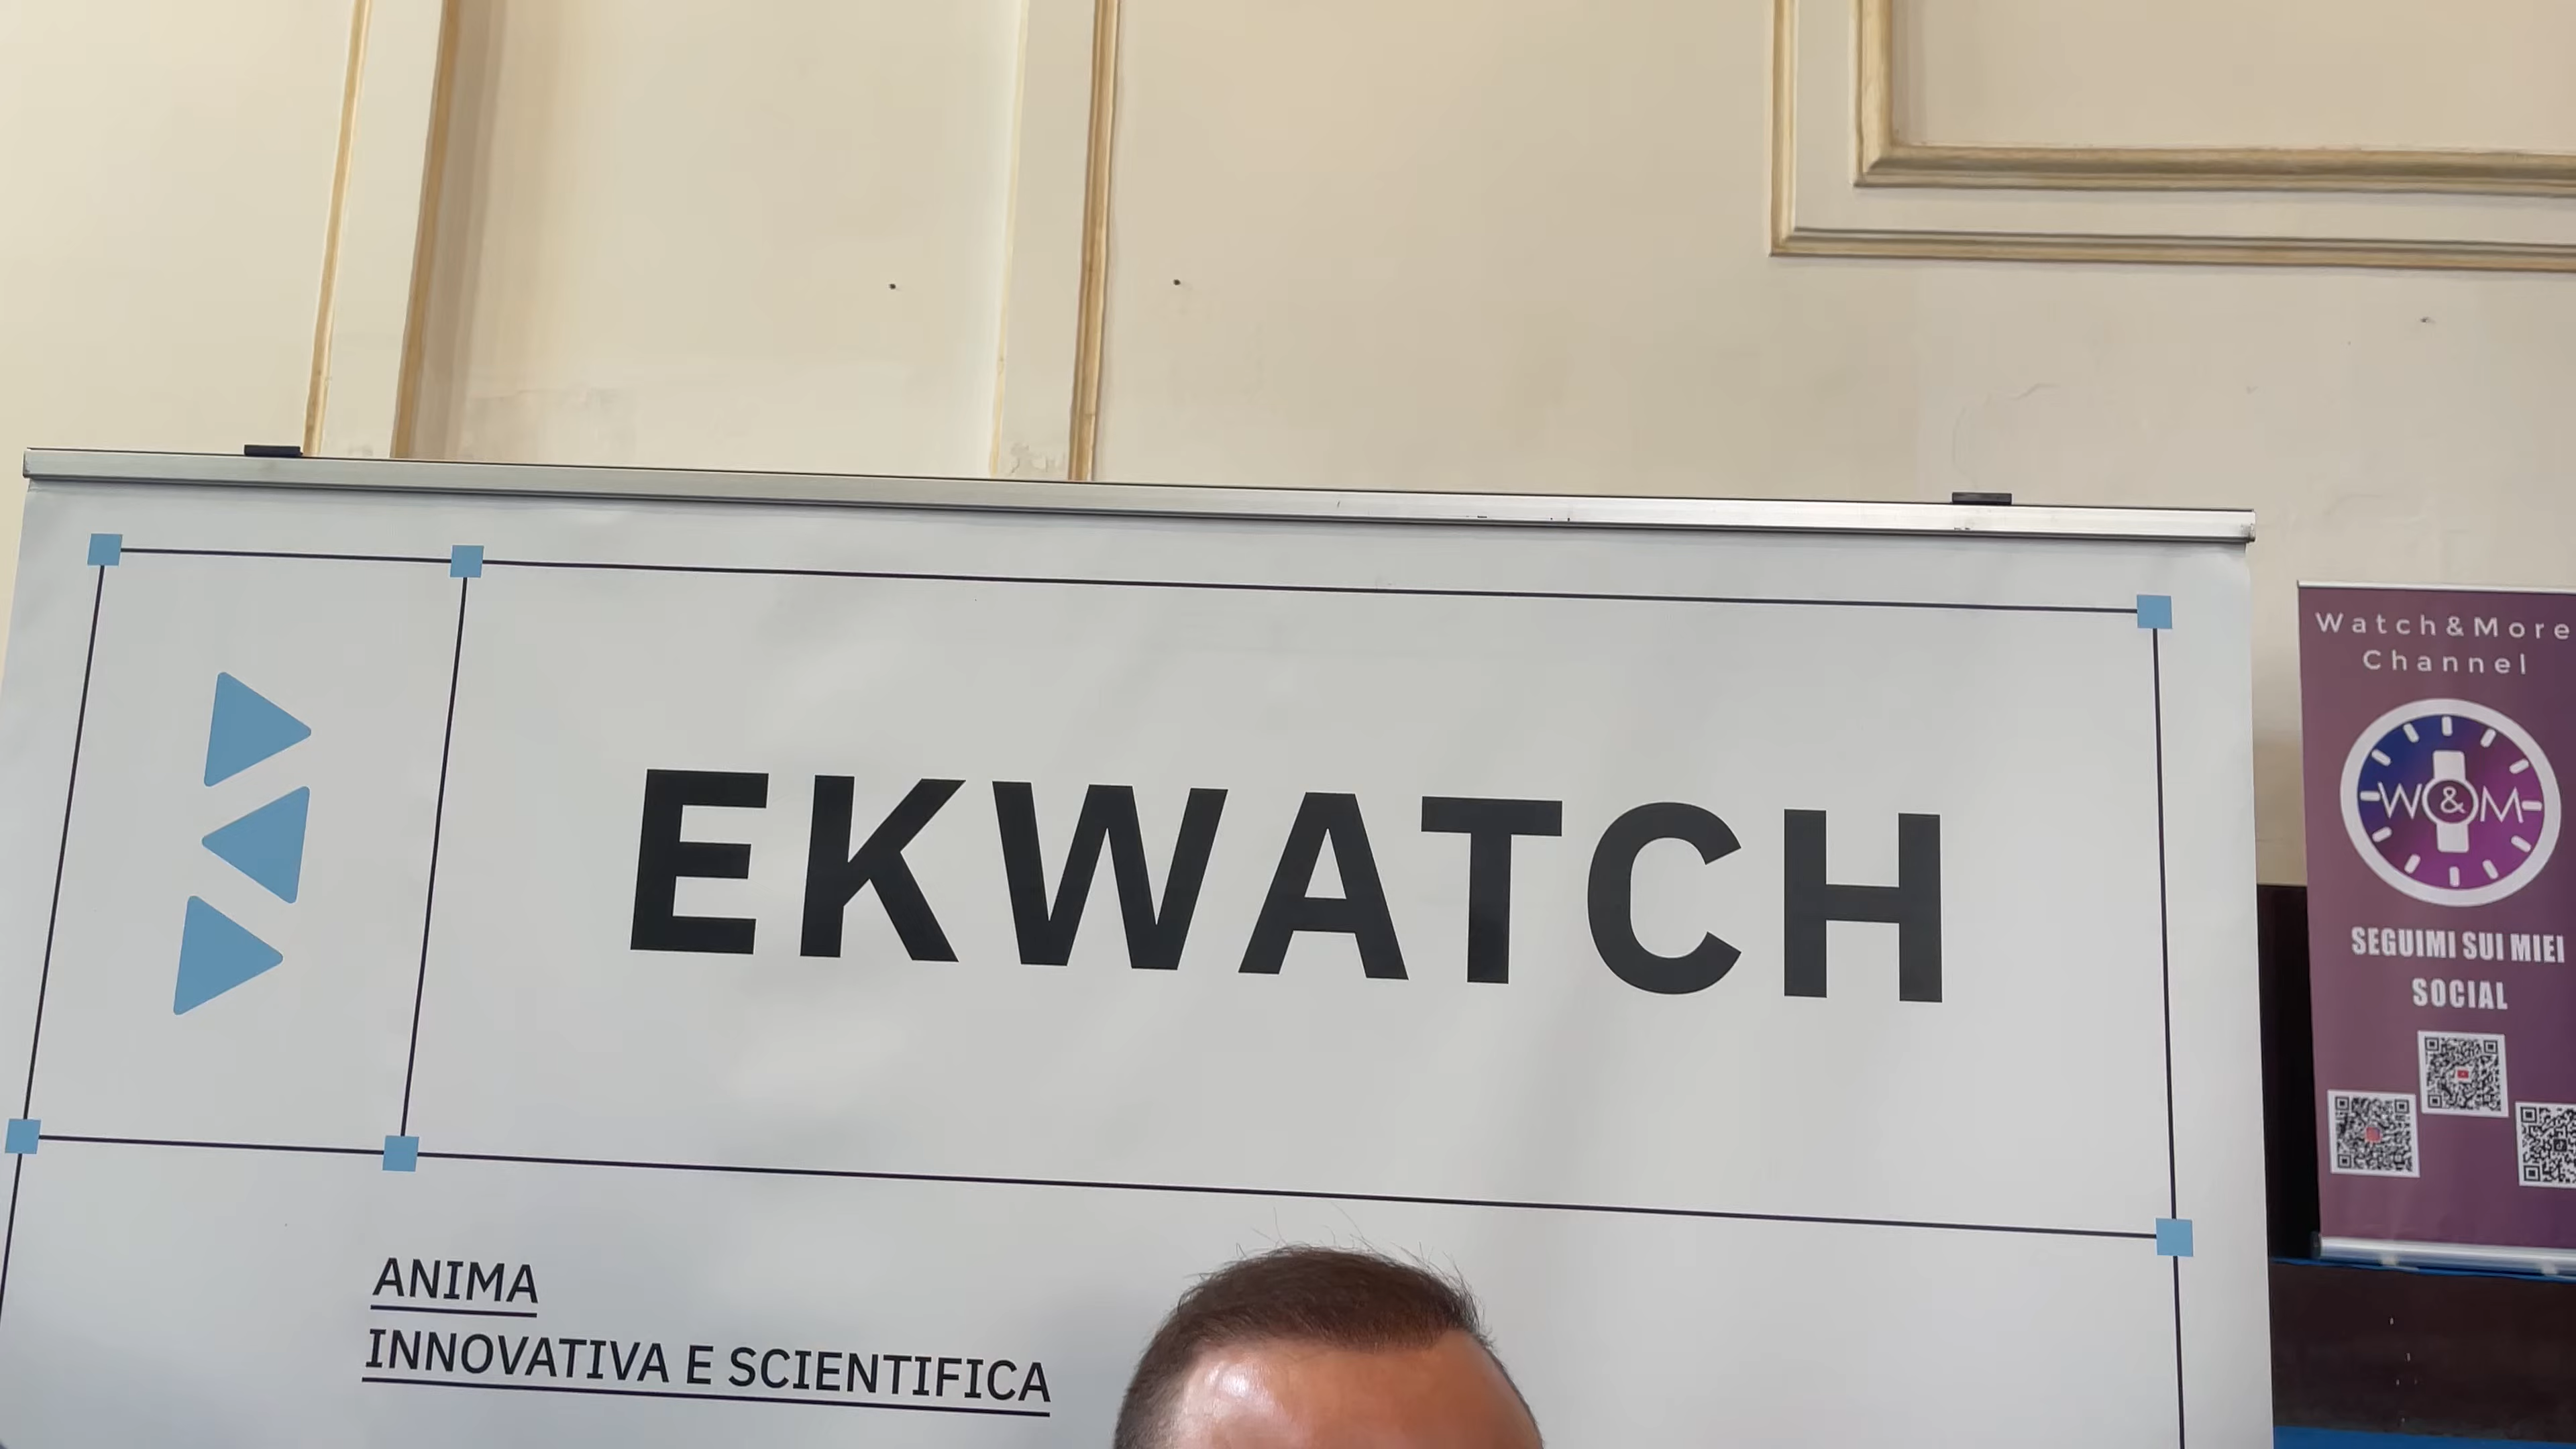 EKWATCH
ANIMA
INNOVATIVA E SCIENTIFICA
Watch&More
Channel
W&M
SEGUIMI SUI MIEI
SOCIAL